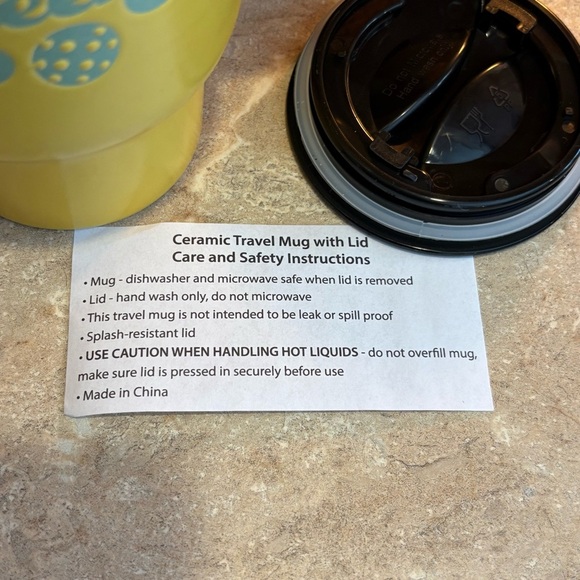 Ceramic Travel Mug with Lid
Care and Safety Instructions
• Mug - dishwasher and microwave safe when lid is removed
• Lid - hand wash only, do not microwave
• This travel mug is not intended to be leak or spill proof
• Splash-resistant lid
• USE CAUTION WHEN HANDLING HOT LIQUIDS - do not overfill mug,
make sure lid is pressed in securely before use
• Made in China